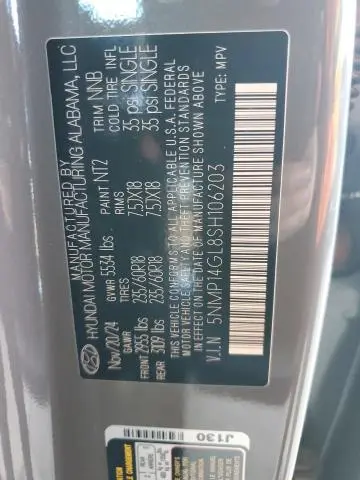 MANUFACTURED BY
HYUNDAI MOTOR MANUFACTURING ALABAMA, LLC
Nov/20/24 GVWR 5534 lbs PAINT NT2 TRIM NNB
GAWR RIMS COLD TIRE INFL
FRONT 2955 lbs 235/60R18 7.5JX18 35 psi SINGLE
REAR 3109 lbs 235/60R18 7.5JX18 35 psi SINGLE
THIS VEHICLE CONFORMS TO ALL APPLICABLE U.S.A. FEDERAL
MOTOR VEHICLE SAFETY AND THEFT PREVENTION STANDARDS
IN EFFECT ON THE DATE OF MANUFACTURE SHOWN ABOVE
V.I.N 5NMP14GL8SH106203 TYPE : MPV
J130